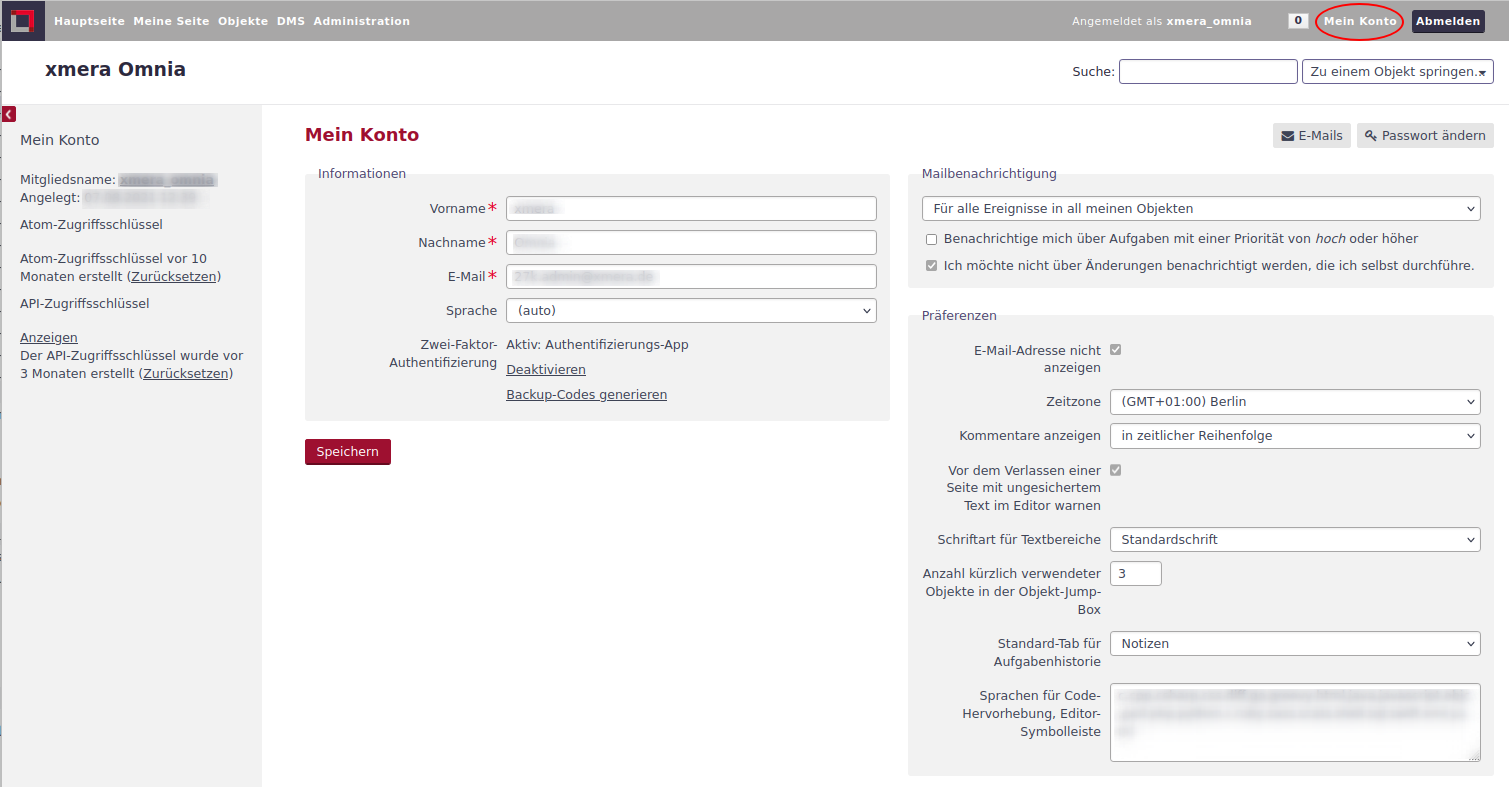 Hauptseite Meine Seite Objekte DMS Administration
Angemeldet als xmera_omnia 0 Mein Konto Abmelden
xmera Omnia
Suche: Zu einem Objekt springen...
Mein Konto
Mitgliedsname: xmera_omnia
Angelegt:
Atom-Zugriffsschlüssel
Atom-Zugriffsschlüssel vor 10
Monaten erstellt (Zurücksetzen)
API-Zugriffsschlüssel
Anzeigen
Der API-Zugriffsschlüssel wurde vor
3 Monaten erstellt (Zurücksetzen)
Mein Konto
E-Mails Passwort ändern
Informationen
Vorname*
Nachname*
E-Mail*
Sprache (auto)
Zwei-Faktor-
Authentifizierung
Aktiv: Authentifizierungs-App
Deaktivieren
Backup-Codes generieren
Speichern
Mailbenachrichtigung
Für alle Ereignisse in all meinen Objekten
Benachrichtige mich über Aufgaben mit einer Priorität von hoch oder höher
Ich möchte nicht über Änderungen benachrichtigt werden, die ich selbst durchführe.
Präferenzen
E-Mail-Adresse nicht
anzeigen
Zeitzone (GMT+01:00) Berlin
Kommentare anzeigen in zeitlicher Reihenfolge
Vor dem Verlassen einer
Seite mit ungesichertem
Text im Editor warnen
Schriftart für Textbereiche Standardschrift
Anzahl kürzlich verwendeter 3
Objekte in der Objekt-Jump-
Box
Standard-Tab für Notizen
Aufgabenhistorie
Sprachen für Code-
Hervorhebung, Editor-
Symbolleiste